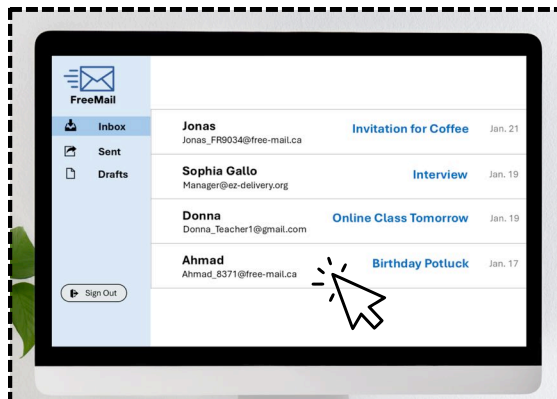 FreeMail
Inbox
Sent
Drafts
Sign Out
Jonas Invitation for Coffee Jan. 21
Jonas_FR9034@free-mail.ca
Sophia Gallo Interview Jan. 19
Manager@ez-delivery.org
Donna Online Class Tomorrow Jan. 19
Donna_Teacher1@gmail.com
Ahmad Birthday Potluck Jan. 17
Ahmad_8371@free-mail.ca